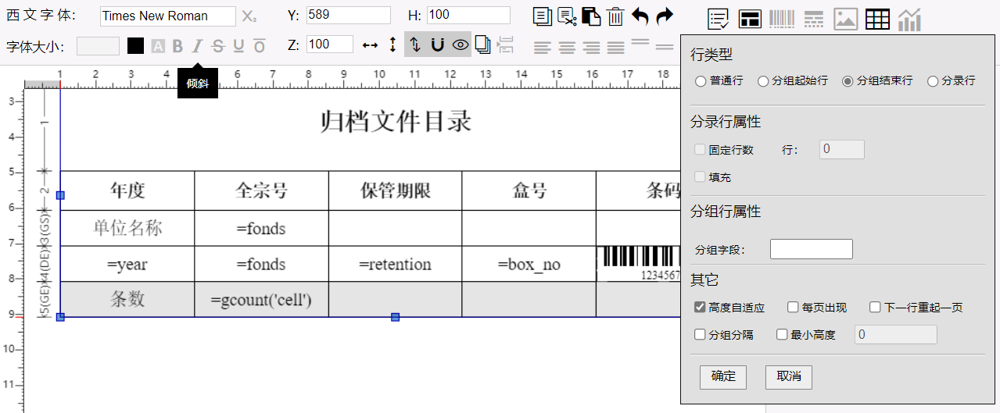 西文字体： Times New Roman X₂ Y: 589 H: 100
字体大小： A B I S U O Z: 100
倾斜
1 2 3 4 5 6 7 8 9 10 11 12 13 14 15 16 17 18
3
4
5
6
7
8
9
10
11
1
2
3(GS)
4(DE)
5(GE)
归档文件目录
年度 全宗号 保管期限 盒号 条码
单位名称 =fonds
=year =fonds =retention =box_no
1234567
条数 =gcount('cell')
行类型
普通行 分组起始行 分组结束行 分录行
分录行属性
固定行数 行： 0
填充
分组行属性
分组字段：
其它
高度自适应 每页出现 下一行重起一页
分组分隔 最小高度 0
确定 取消